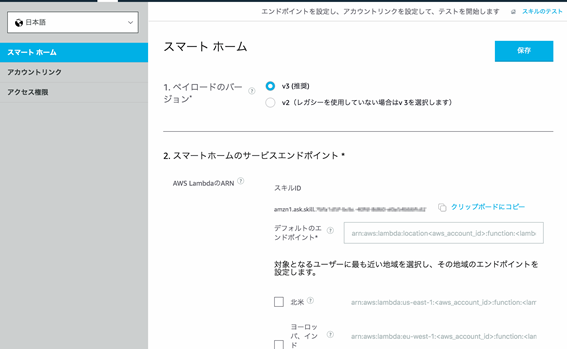 エンドポイントを設定し、アカウントリンクを設定して、テストを開始します
スキルのテスト
日本語
スマート ホーム
アカウントリンク
アクセス権限
スマート ホーム
保存
1. ペイロードのバー
ジョン*
v3 (推奨)
v2（レガシーを使用していない場合はv 3を選択します）
2. スマートホームのサービスエンドポイント *
AWS LambdaのARN
スキルID
amzn1.ask.skill.
クリップボードにコピー
デフォルトのエ
ンドポイント*
arn:aws:lambda:location<aws_account_id>:function:<lamb
対象となるユーザーに最も近い地域を選択し、その地域のエンドポイントを
設定します。
北米
arn:aws:lambda:us-east-1:<aws_account_id>:function:<lar
ヨーロッ
パ、イン
ド
arn:aws:lambda:eu-west-1:<aws_account_id>:function:<lar